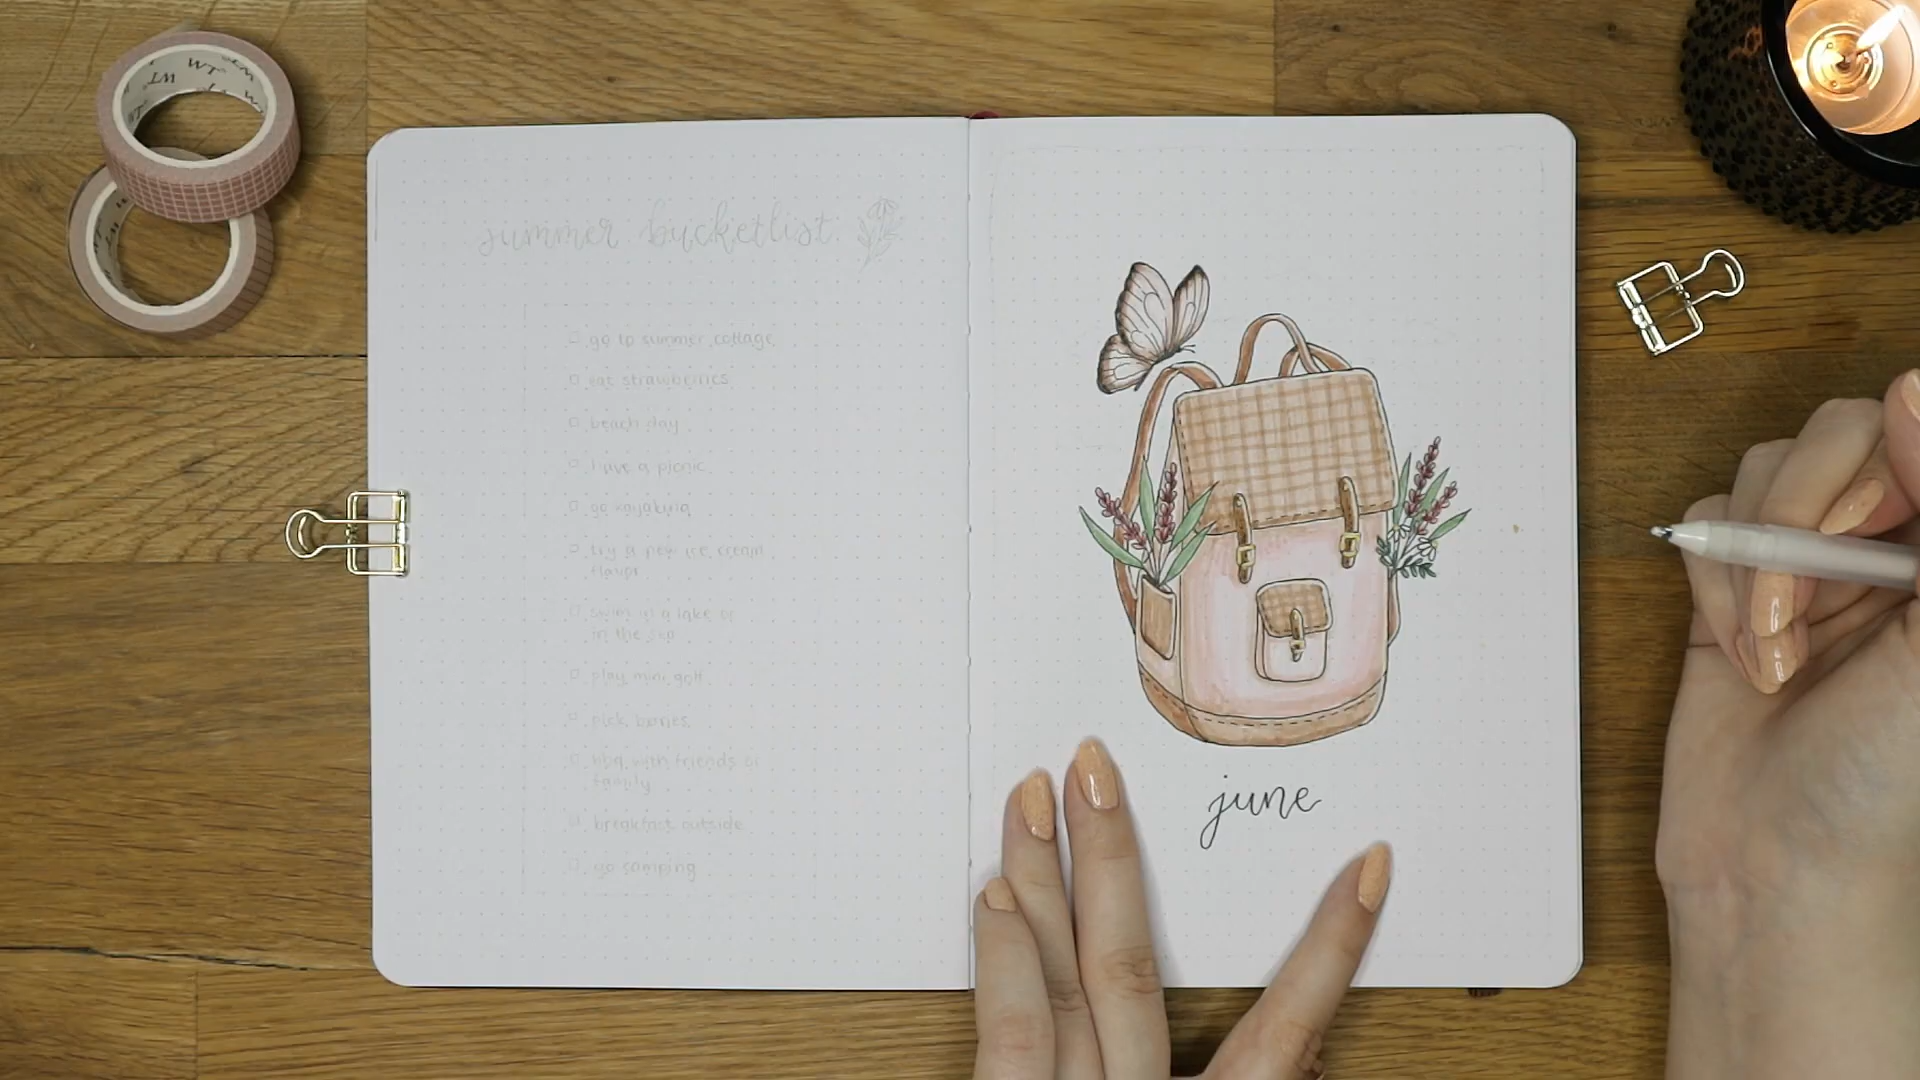 WT
WT
summer bucketlist
go to summer cottage
eat strawberries
beach day
have a picnic
go kayaking
try a new ice cream
flavor
swim in a lake or
in the sea
play mini golf
pick berries
bbq with friends or
family
breakfast outside
go camping
june